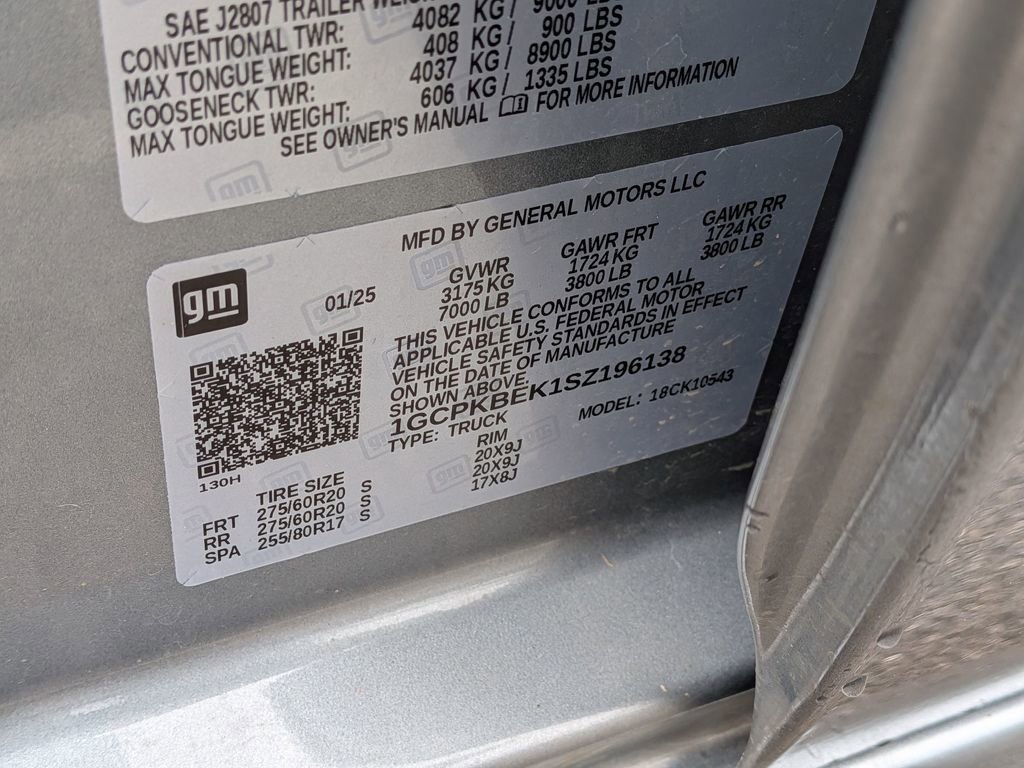 SAE J2807 TRAILER WEIGHT
CONVENTIONAL TWR: 4082 KG/ 9000 LBS
MAX TONGUE WEIGHT: 408 KG/ 900 LBS
GOOSENECK TWR: 4037 KG/ 8900 LBS
MAX TONGUE WEIGHT: 606 KG/ 1335 LBS
SEE OWNER'S MANUAL FOR MORE INFORMATION
gm
MFD BY GENERAL MOTORS LLC
01/25
GVWR GAWR FRT GAWR RR
3175 KG 1724 KG 1724 KG
7000 LB 3800 LB 3800 LB
THIS VEHICLE CONFORMS TO ALL
APPLICABLE U.S. FEDERAL MOTOR
VEHICLE SAFETY STANDARDS IN EFFECT
ON THE DATE OF MANUFACTURE
SHOWN ABOVE.
1GCPKBEK1SZ196138
TYPE: TRUCK MODEL: 18CK10543
130H
TIRE SIZE RIM
FRT 275/60R20 S 20X9J
RR 275/60R20 S 20X9J
SPA 255/80R17 S 17X8J